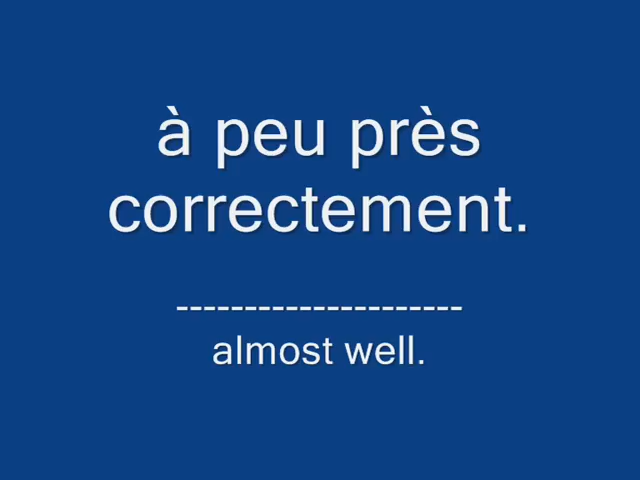 à peu près
correctement.
---------------------
almost well.